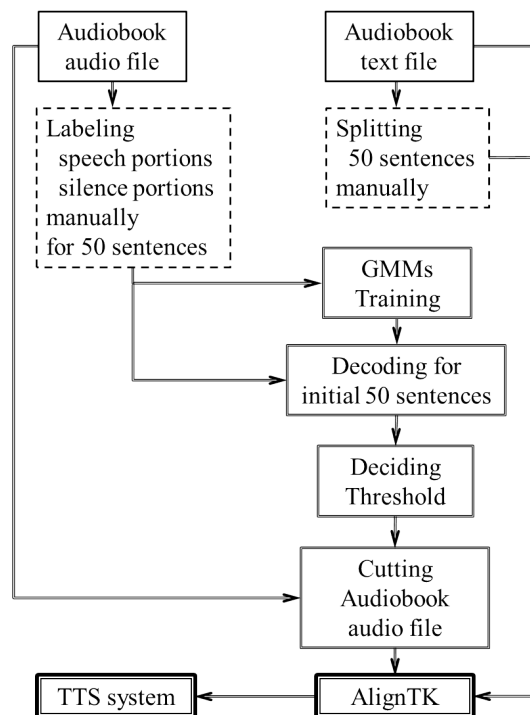 Audiobook
audio file
Audiobook
text file
Labeling
speech portions
silence portions
manually
for 50 sentences
Splitting
50 sentences
manually
GMMs
Training
Decoding for
initial 50 sentences
Deciding
Threshold
Cutting
Audiobook
audio file
TTS system
AlignTK